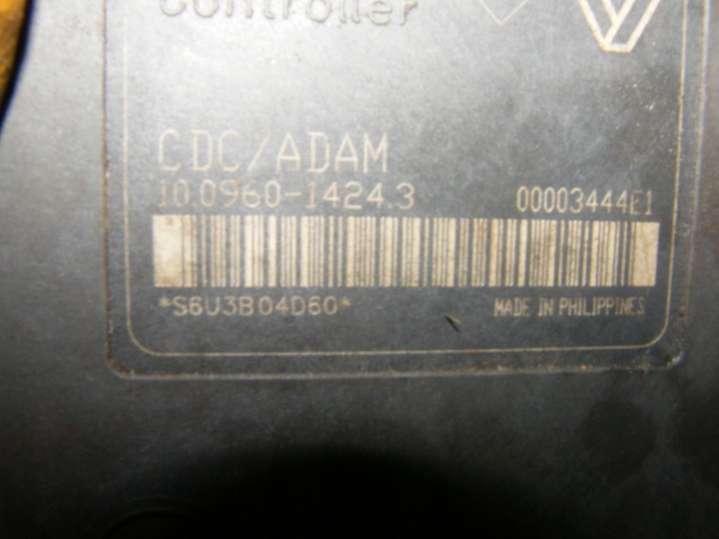 Controller
CDC/ADAM
10.0960-1424.3 00003444E1
*S6U3B04D60* MADE IN PHILIPPINES